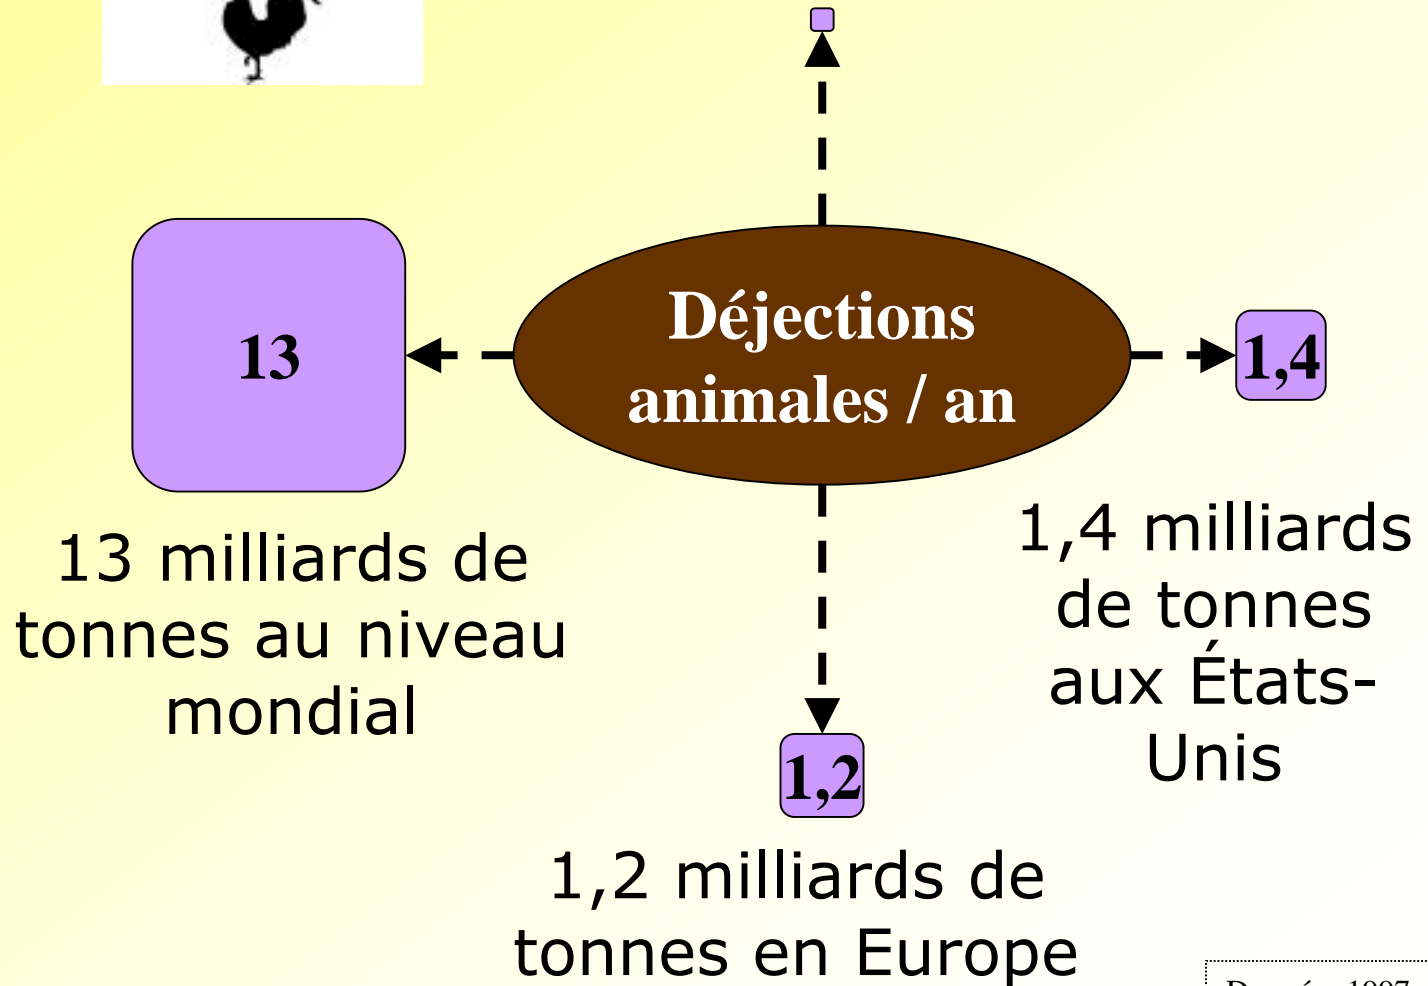 Déjections
animales / an
13
1,4
13 milliards de
tonnes au niveau
mondial
1,4 milliards
de tonnes
aux États-
Unis
1,2
1,2 milliards de
tonnes en Europe